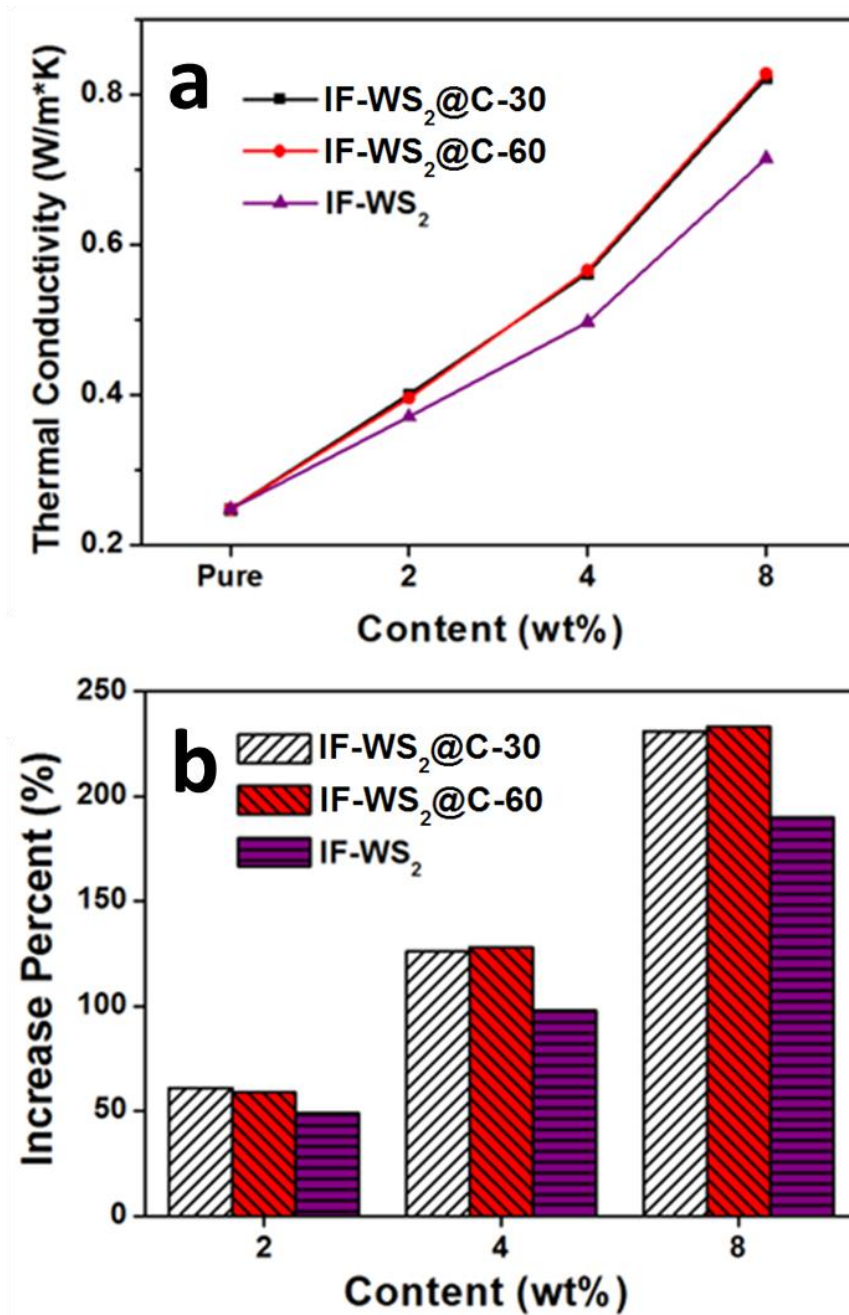 a
IF-WS₂@C-30
IF-WS₂@C-60
IF-WS₂
Thermal Conductivity (W/m*K)
0.8
0.6
0.4
0.2
Pure 2 4 8
Content (wt%)
b
IF-WS₂@C-30
IF-WS₂@C-60
IF-WS₂
Increase Percent (%)
250
200
150
100
50
0
2 4 8
Content (wt%)